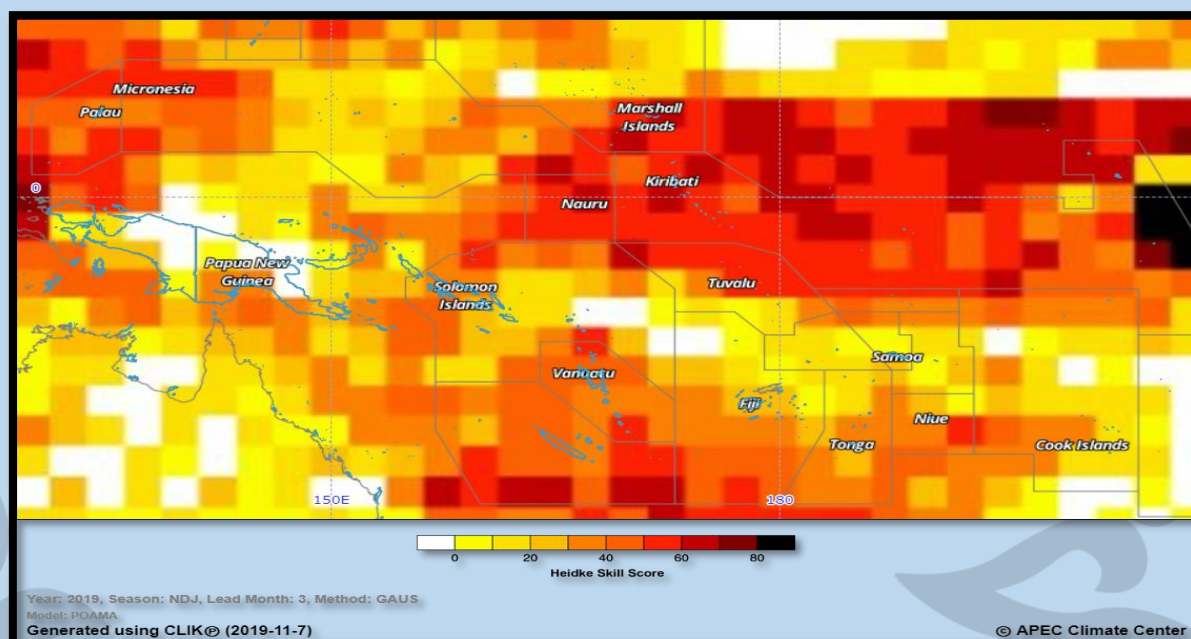 Micronesia
Palau
Marshall
Islands
Kiribati
0
Nauru
Papua New
Guinea
Solomon
Islands
Tuvalu
Samoa
Vanuatu
Fiji
Niue
Tonga
Cook Islands
150E
180
0
20
40
60
80
Heidke Skill Score
Year: 2019, Season: NDJ, Lead Month: 3, Method: GAUS
Model: POAMA
Generated using CLIK℗ (2019-11-7)
© APEC Climate Center